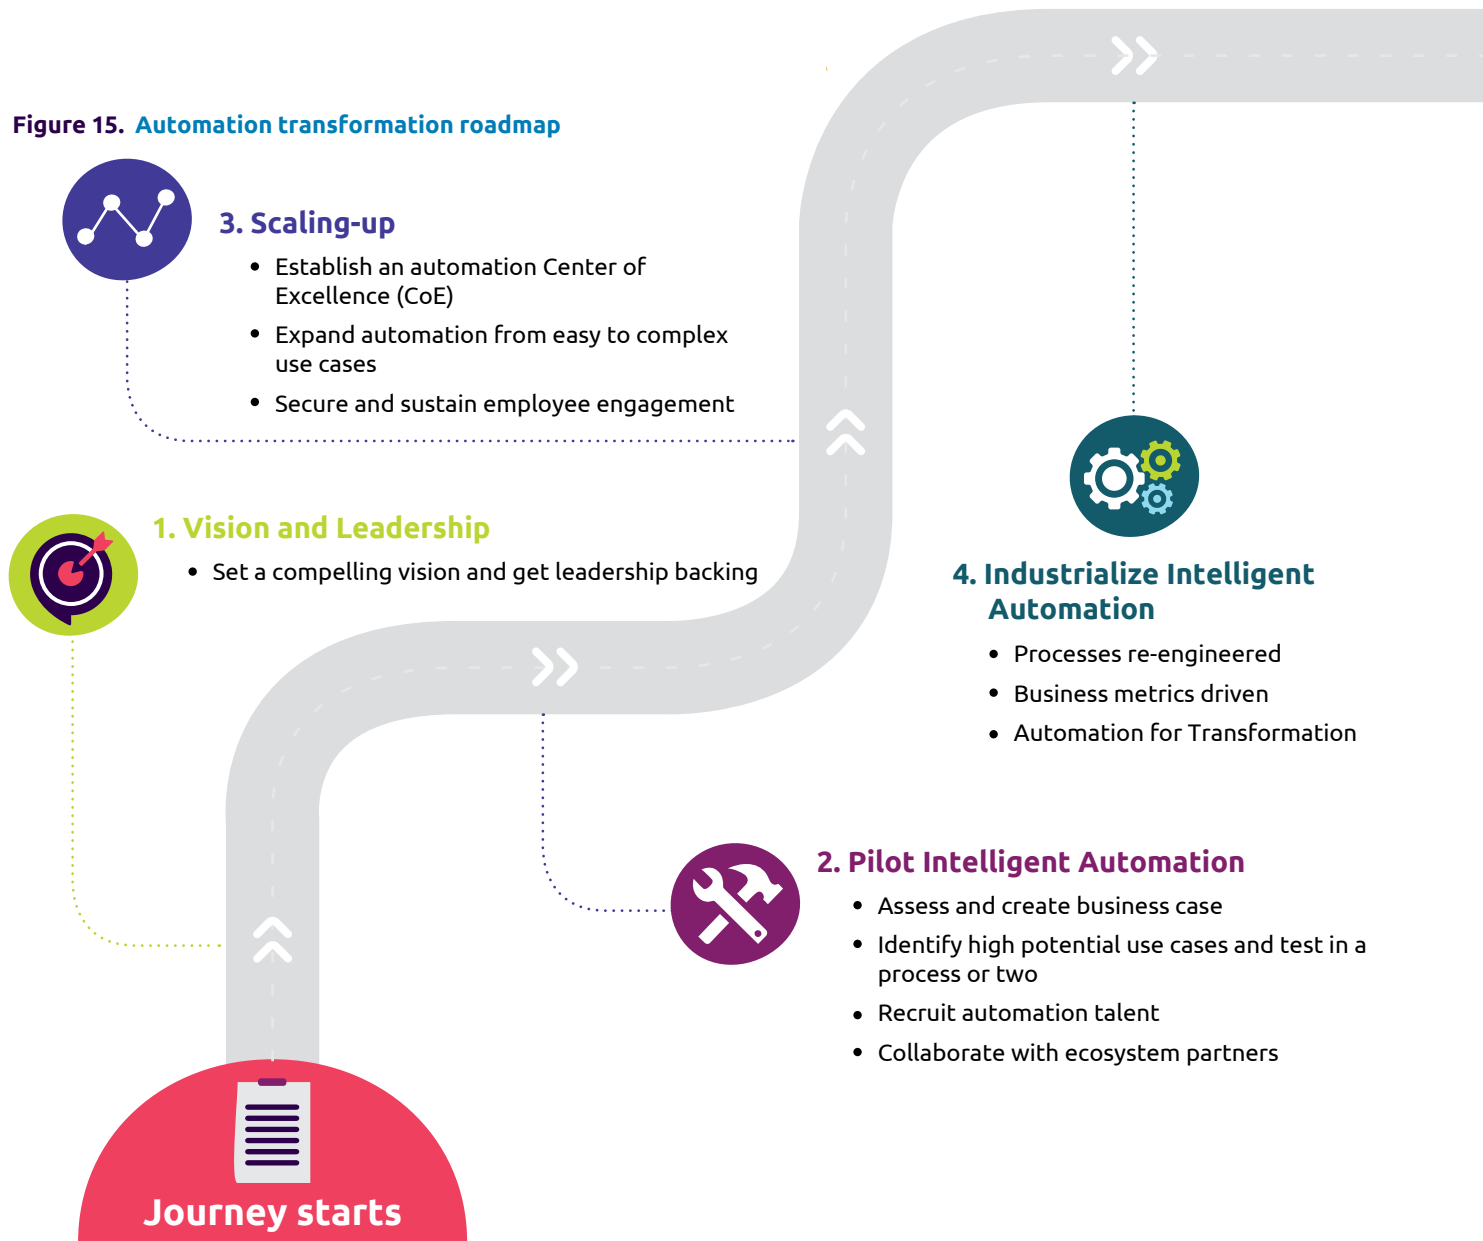 Figure 15. Automation transformation roadmap
3. Scaling-up
• Establish an automation Center of
Excellence (CoE)
• Expand automation from easy to complex
use cases
• Secure and sustain employee engagement
1. Vision and Leadership
• Set a compelling vision and get leadership backing
4. Industrialize Intelligent
Automation
• Processes re-engineered
• Business metrics driven
• Automation for Transformation
2. Pilot Intelligent Automation
• Assess and create business case
• Identify high potential use cases and test in a
process or two
• Recruit automation talent
• Collaborate with ecosystem partners
Journey starts